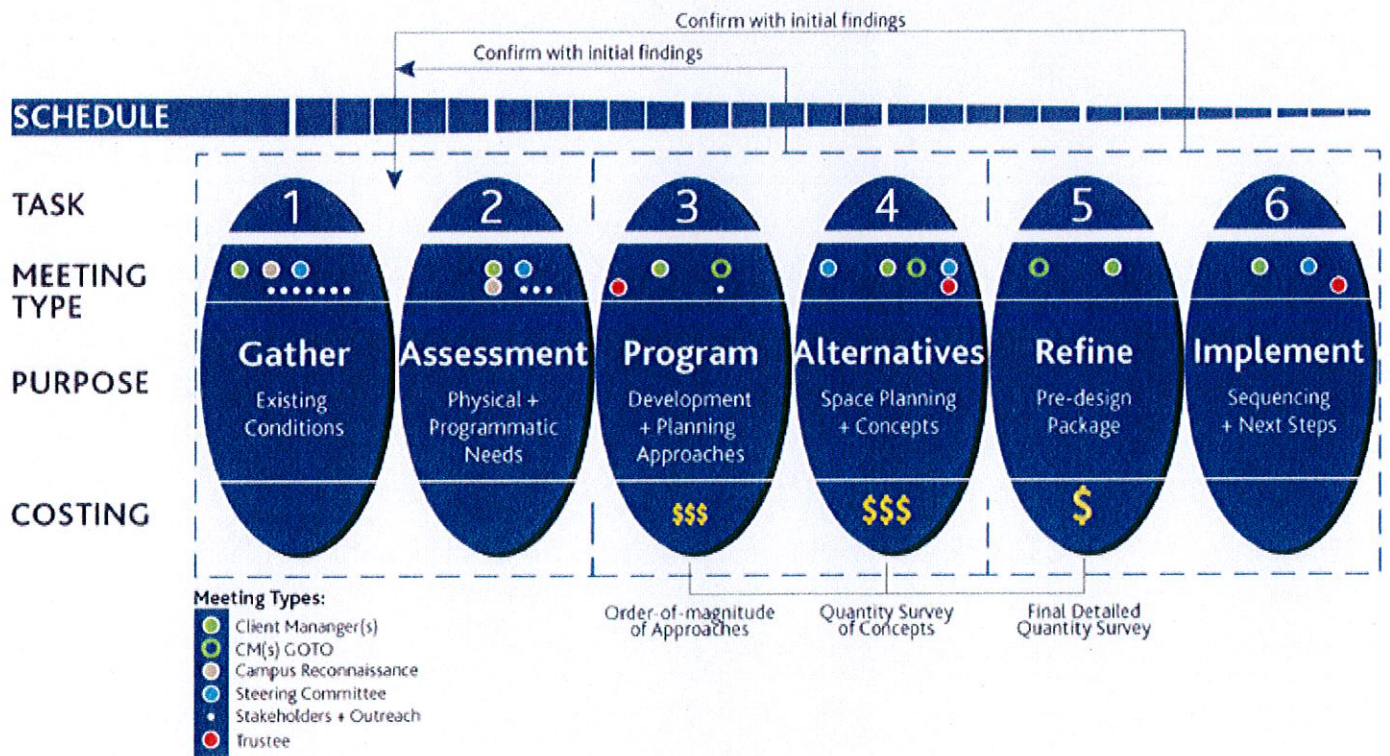 Confirm with initial findings
Confirm with initial findings
SCHEDULE
TASK
1 2 3 4 5 6
MEETING
TYPE
PURPOSE
Gather
Existing
Conditions
Assessment
Physical +
Programmatic
Needs
Program
Development
+ Planning
Approaches
Alternatives
Space Planning
+ Concepts
Refine
Pre-design
Package
Implement
Sequencing
+ Next Steps
COSTING
$$$
$$$
$
Order-of-magnitude
of Approaches
Quantity Survey
of Concepts
Final Detailed
Quantity Survey
Meeting Types:
Client Mananger(s)
CM(s) GOTO
Campus Reconnaissance
Steering Committee
Stakeholders + Outreach
Trustee